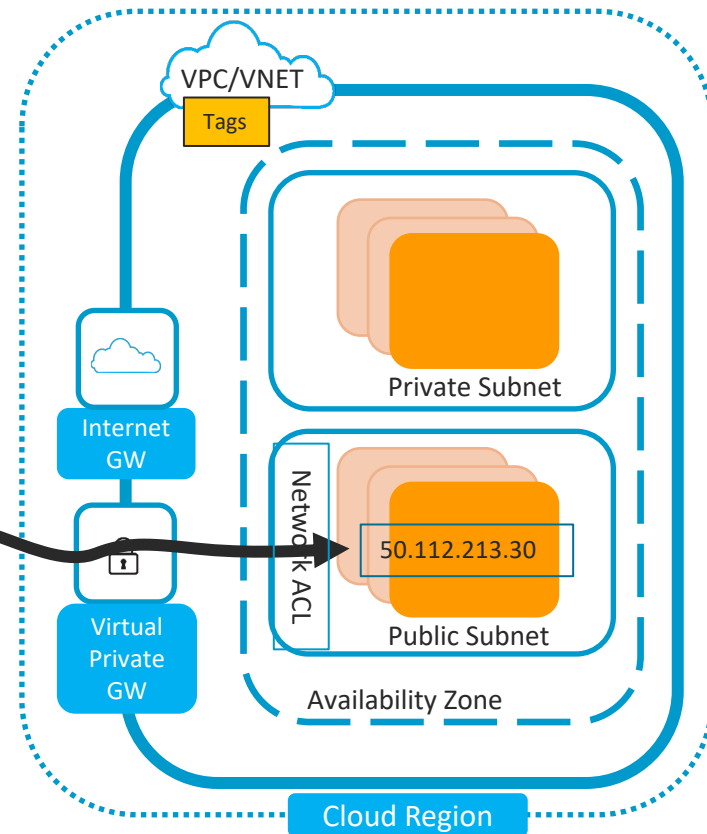 VPC/VNET
Tags
Private Subnet
Internet
GW
Network ACL
50.112.213.30
Public Subnet
Virtual
Private
GW
Availability Zone
Cloud Region